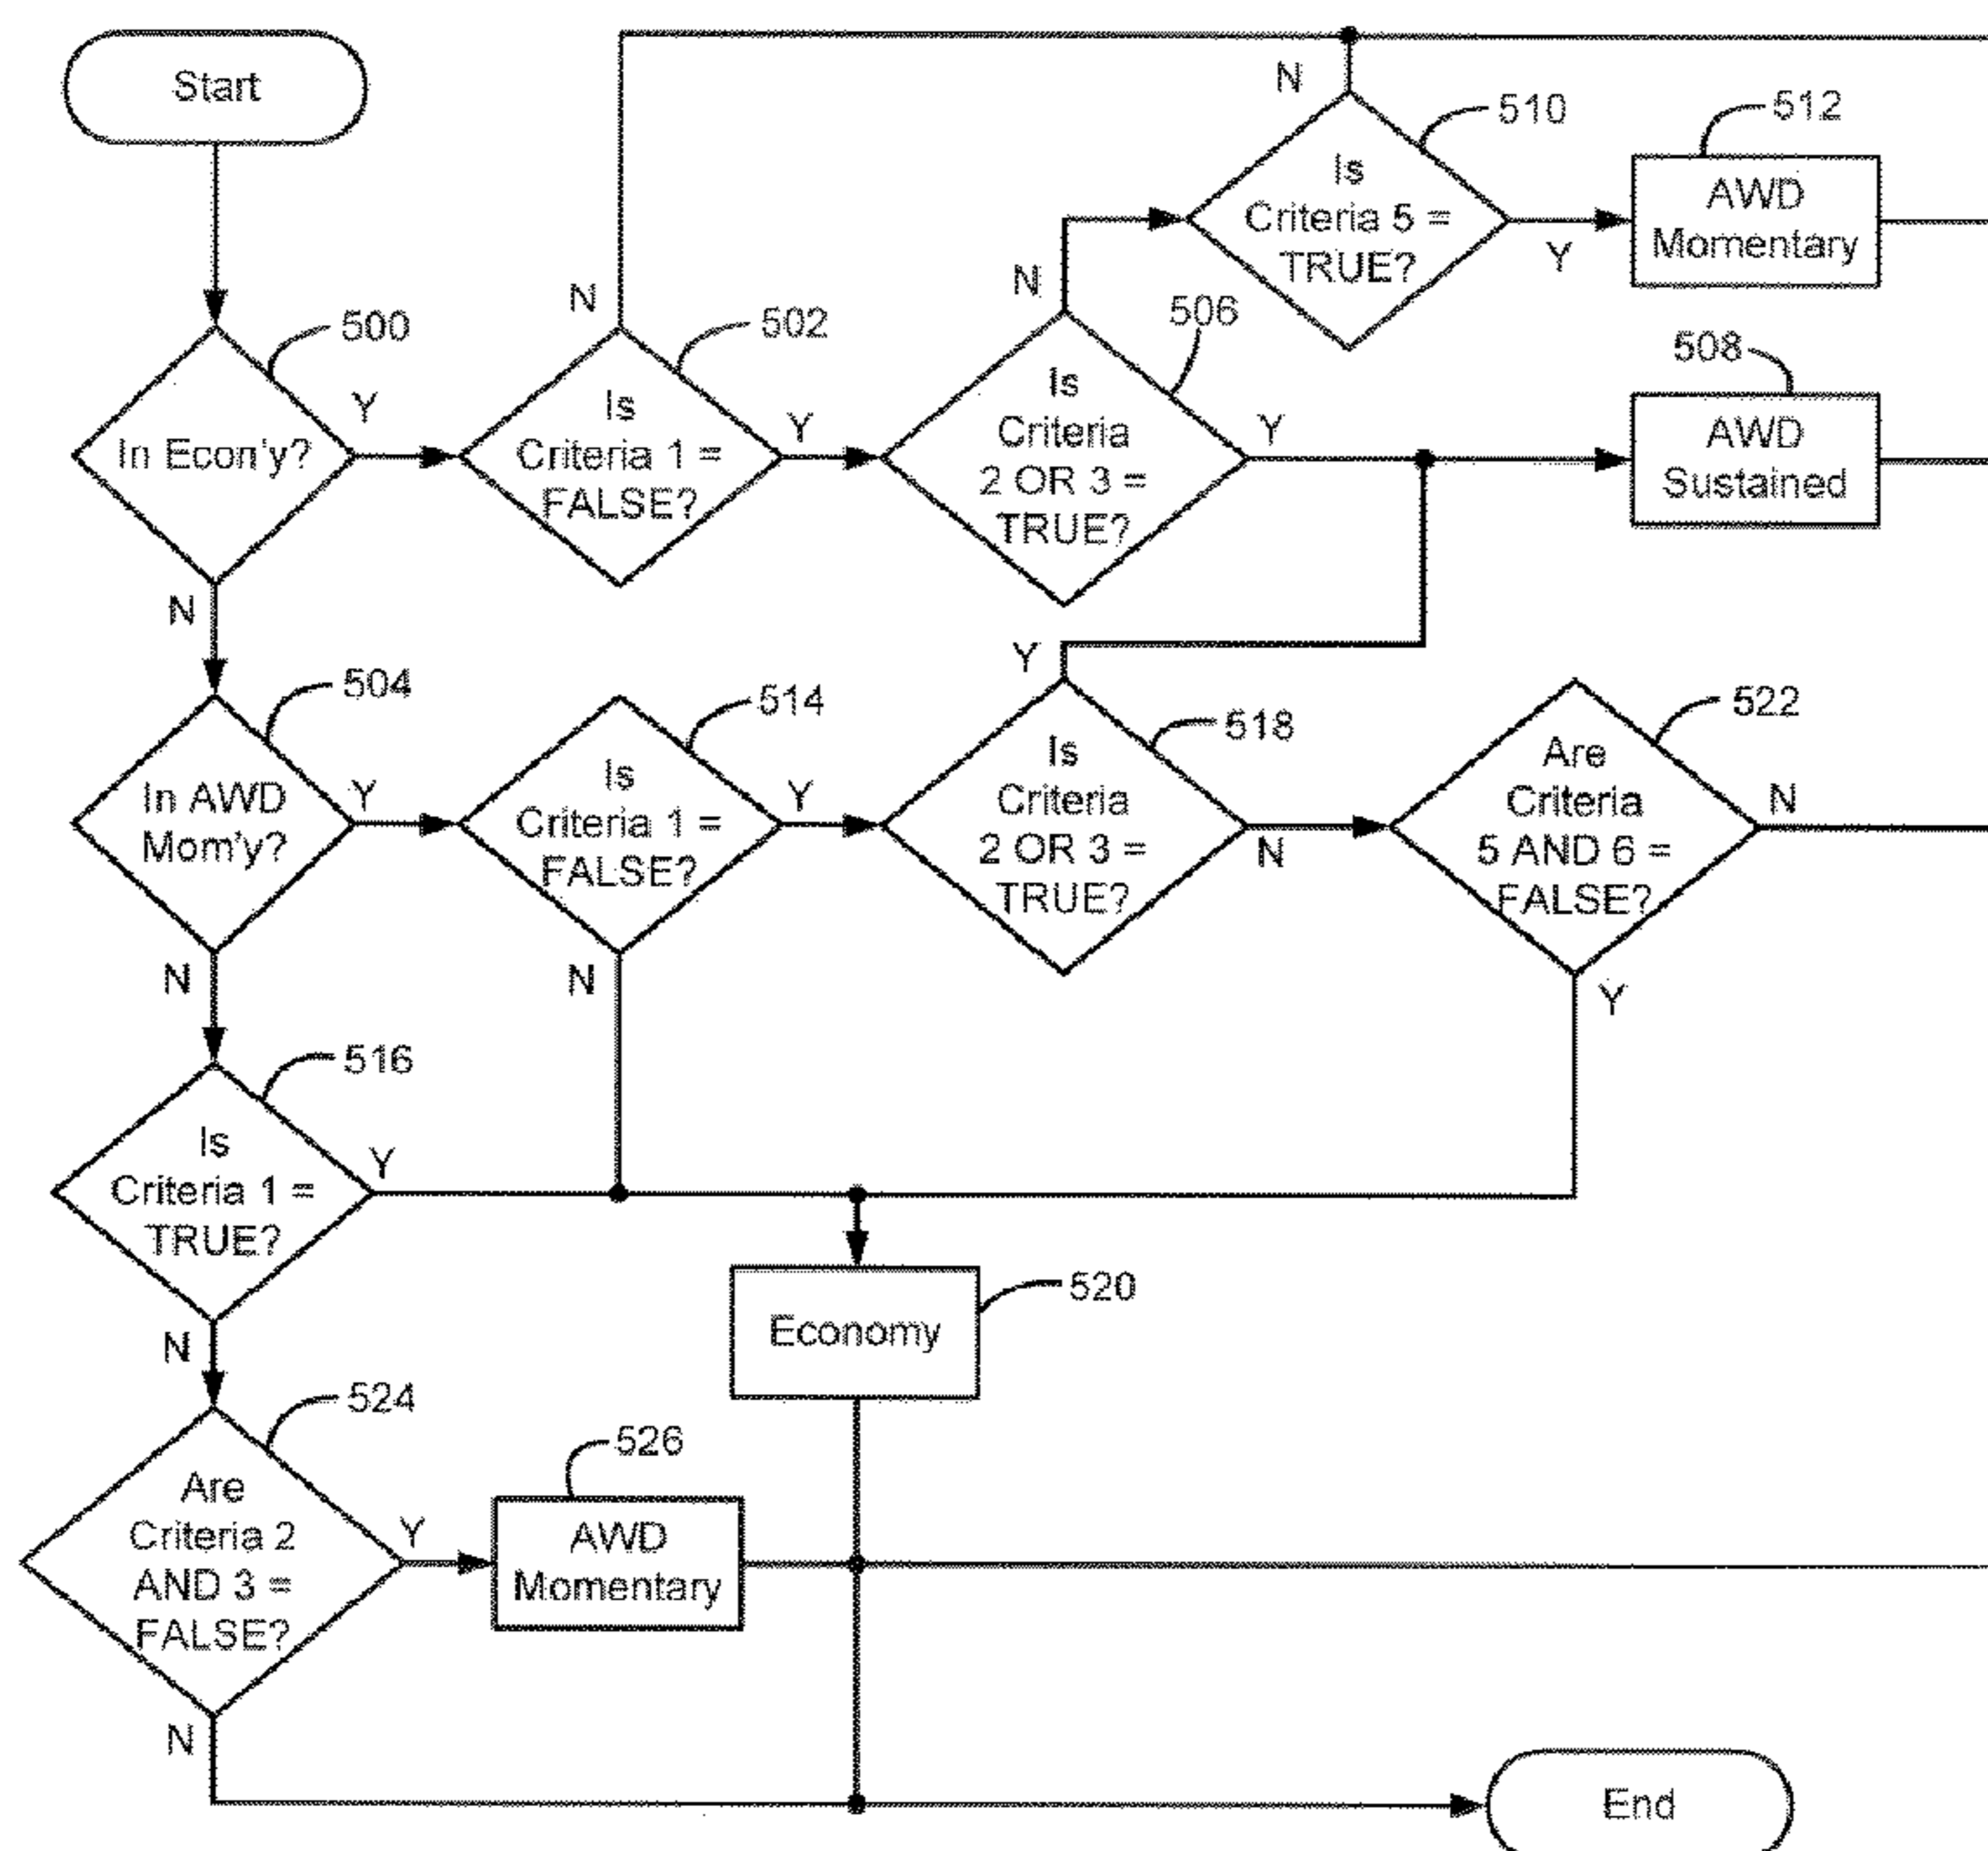 Start
N
510
512
Is
Criteria 5 =
TRUE?
Y
AWD
Momentary
500
In Econ'y?
Y
N
N
502
Is
Criteria 1 =
FALSE?
Y
N
506
Is
Criteria
2 OR 3 =
TRUE?
Y
508
AWD
Sustained
504
In AWD
Mom'y?
Y
N
514
Is
Criteria 1 =
FALSE?
Y
N
Y
518
Is
Criteria
2 OR 3 =
TRUE?
N
522
Are
Criteria
5 AND 6 =
FALSE?
N
Y
516
Is
Criteria 1 =
TRUE?
Y
N
520
Economy
524
Are
Criteria 2
AND 3 =
FALSE?
Y
N
526
AWD
Momentary
End